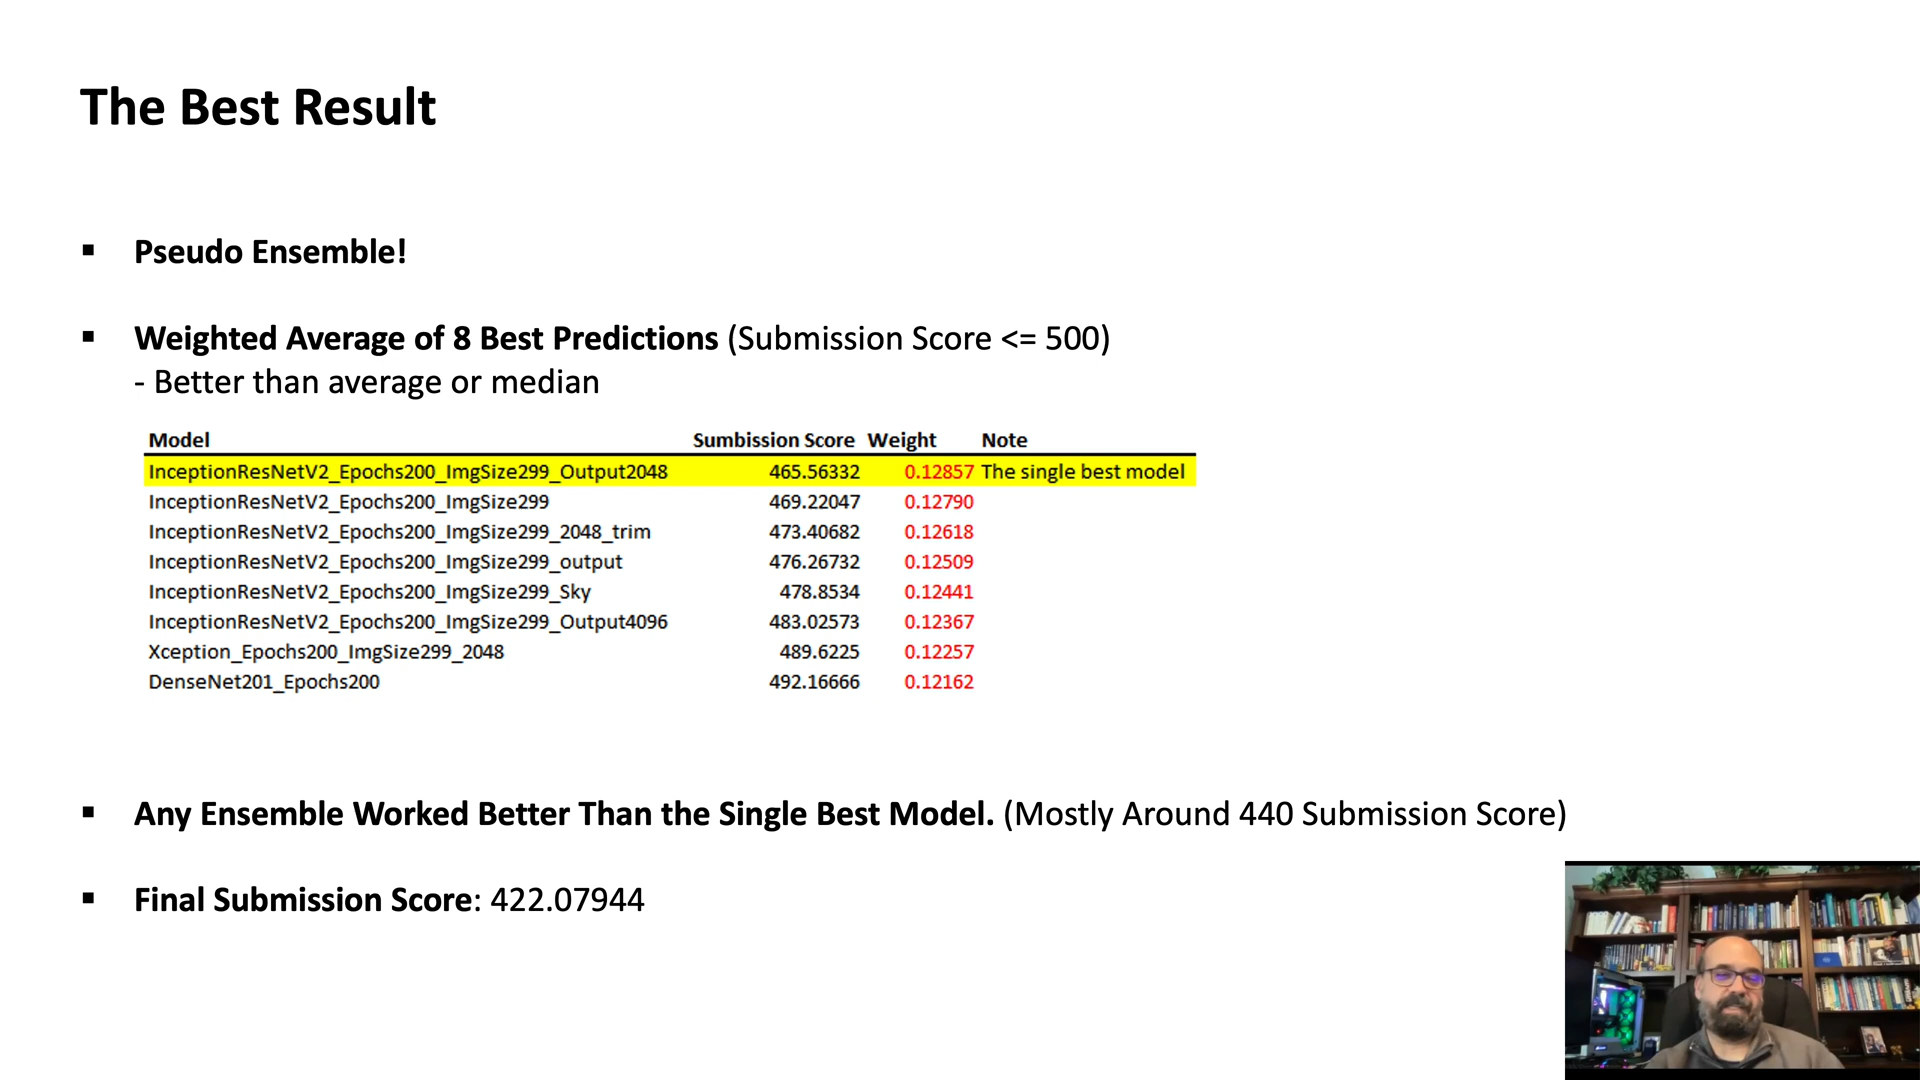 The Best Result
▪ Pseudo Ensemble!
▪ Weighted Average of 8 Best Predictions (Submission Score <= 500)
- Better than average or median
Model Sumbission Score Weight Note
InceptionResNetV2_Epochs200_ImgSize299_Output2048 465.56332 0.12857 The single best model
InceptionResNetV2_Epochs200_ImgSize299 469.22047 0.12790
InceptionResNetV2_Epochs200_ImgSize299_2048_trim 473.40682 0.12618
InceptionResNetV2_Epochs200_ImgSize299_output 476.26732 0.12509
InceptionResNetV2_Epochs200_ImgSize299_Sky 478.8534 0.12441
InceptionResNetV2_Epochs200_ImgSize299_Output4096 483.02573 0.12367
Xception_Epochs200_ImgSize299_2048 489.6225 0.12257
DenseNet201_Epochs200 492.16666 0.12162
▪ Any Ensemble Worked Better Than the Single Best Model. (Mostly Around 440 Submission Score)
▪ Final Submission Score: 422.07944